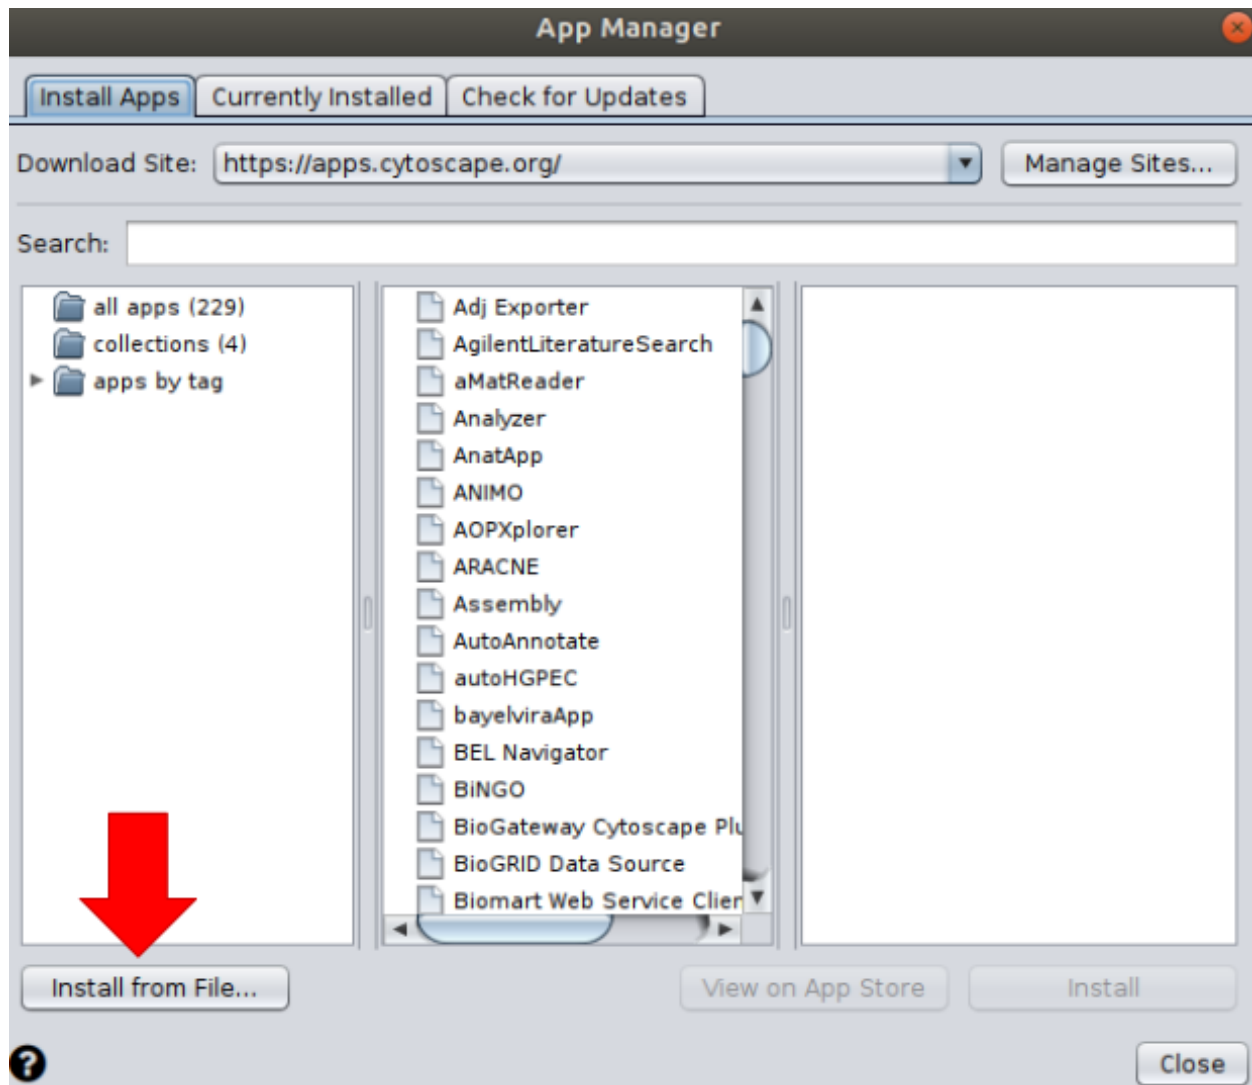 App Manager
Install Apps
Currently Installed
Check for Updates
Download Site:
https://apps.cytoscape.org/
Manage Sites...
Search:
all apps (229)
collections (4)
apps by tag
Adj Exporter
AgilentLiteratureSearch
aMatReader
Analyzer
AnatApp
ANIMO
AOPXplorer
ARACNE
Assembly
AutoAnnotate
autoHGPEC
bayelviraApp
BEL Navigator
BiNGO
BioGateway Cytoscape Plu
BioGRID Data Source
Biomart Web Service Clien
Install from File...
View on App Store
Install
?
Close